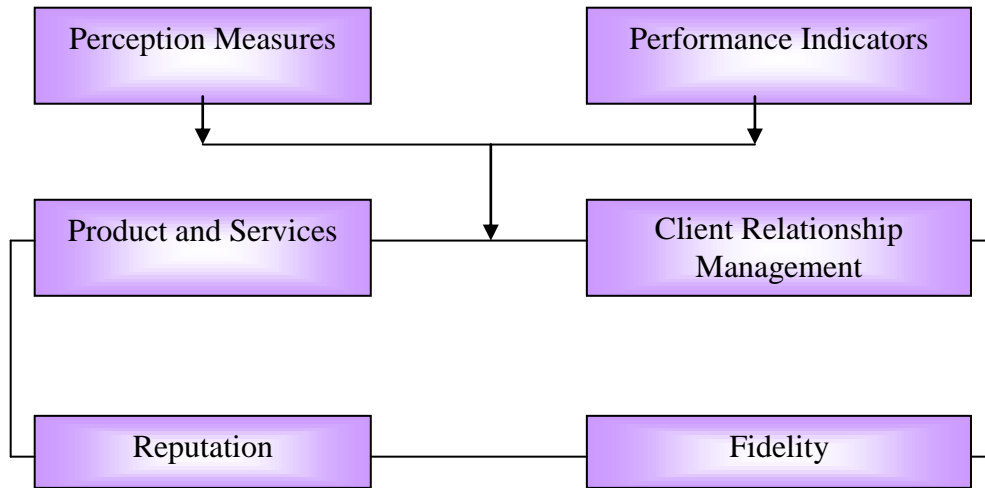 Perception Measures
Performance Indicators
Product and Services
Client Relationship
Management
Reputation
Fidelity